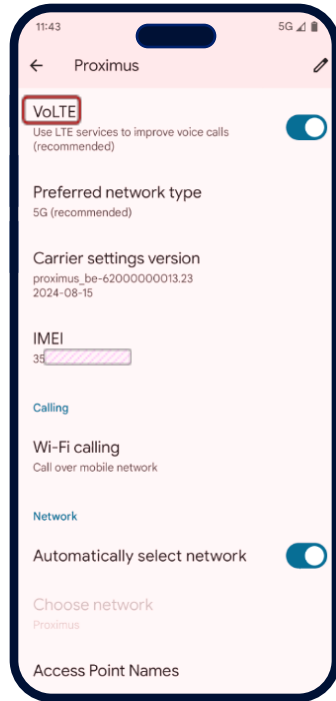 11:43
5G
Proximus
VoLTE
Use LTE services to improve voice calls
(recommended)
Preferred network type
5G (recommended)
Carrier settings version
proximus_be-62000000013.23
2024-08-15
IMEI
35
Calling
Wi-Fi calling
Call over mobile network
Network
Automatically select network
Choose network
Proximus
Access Point Names